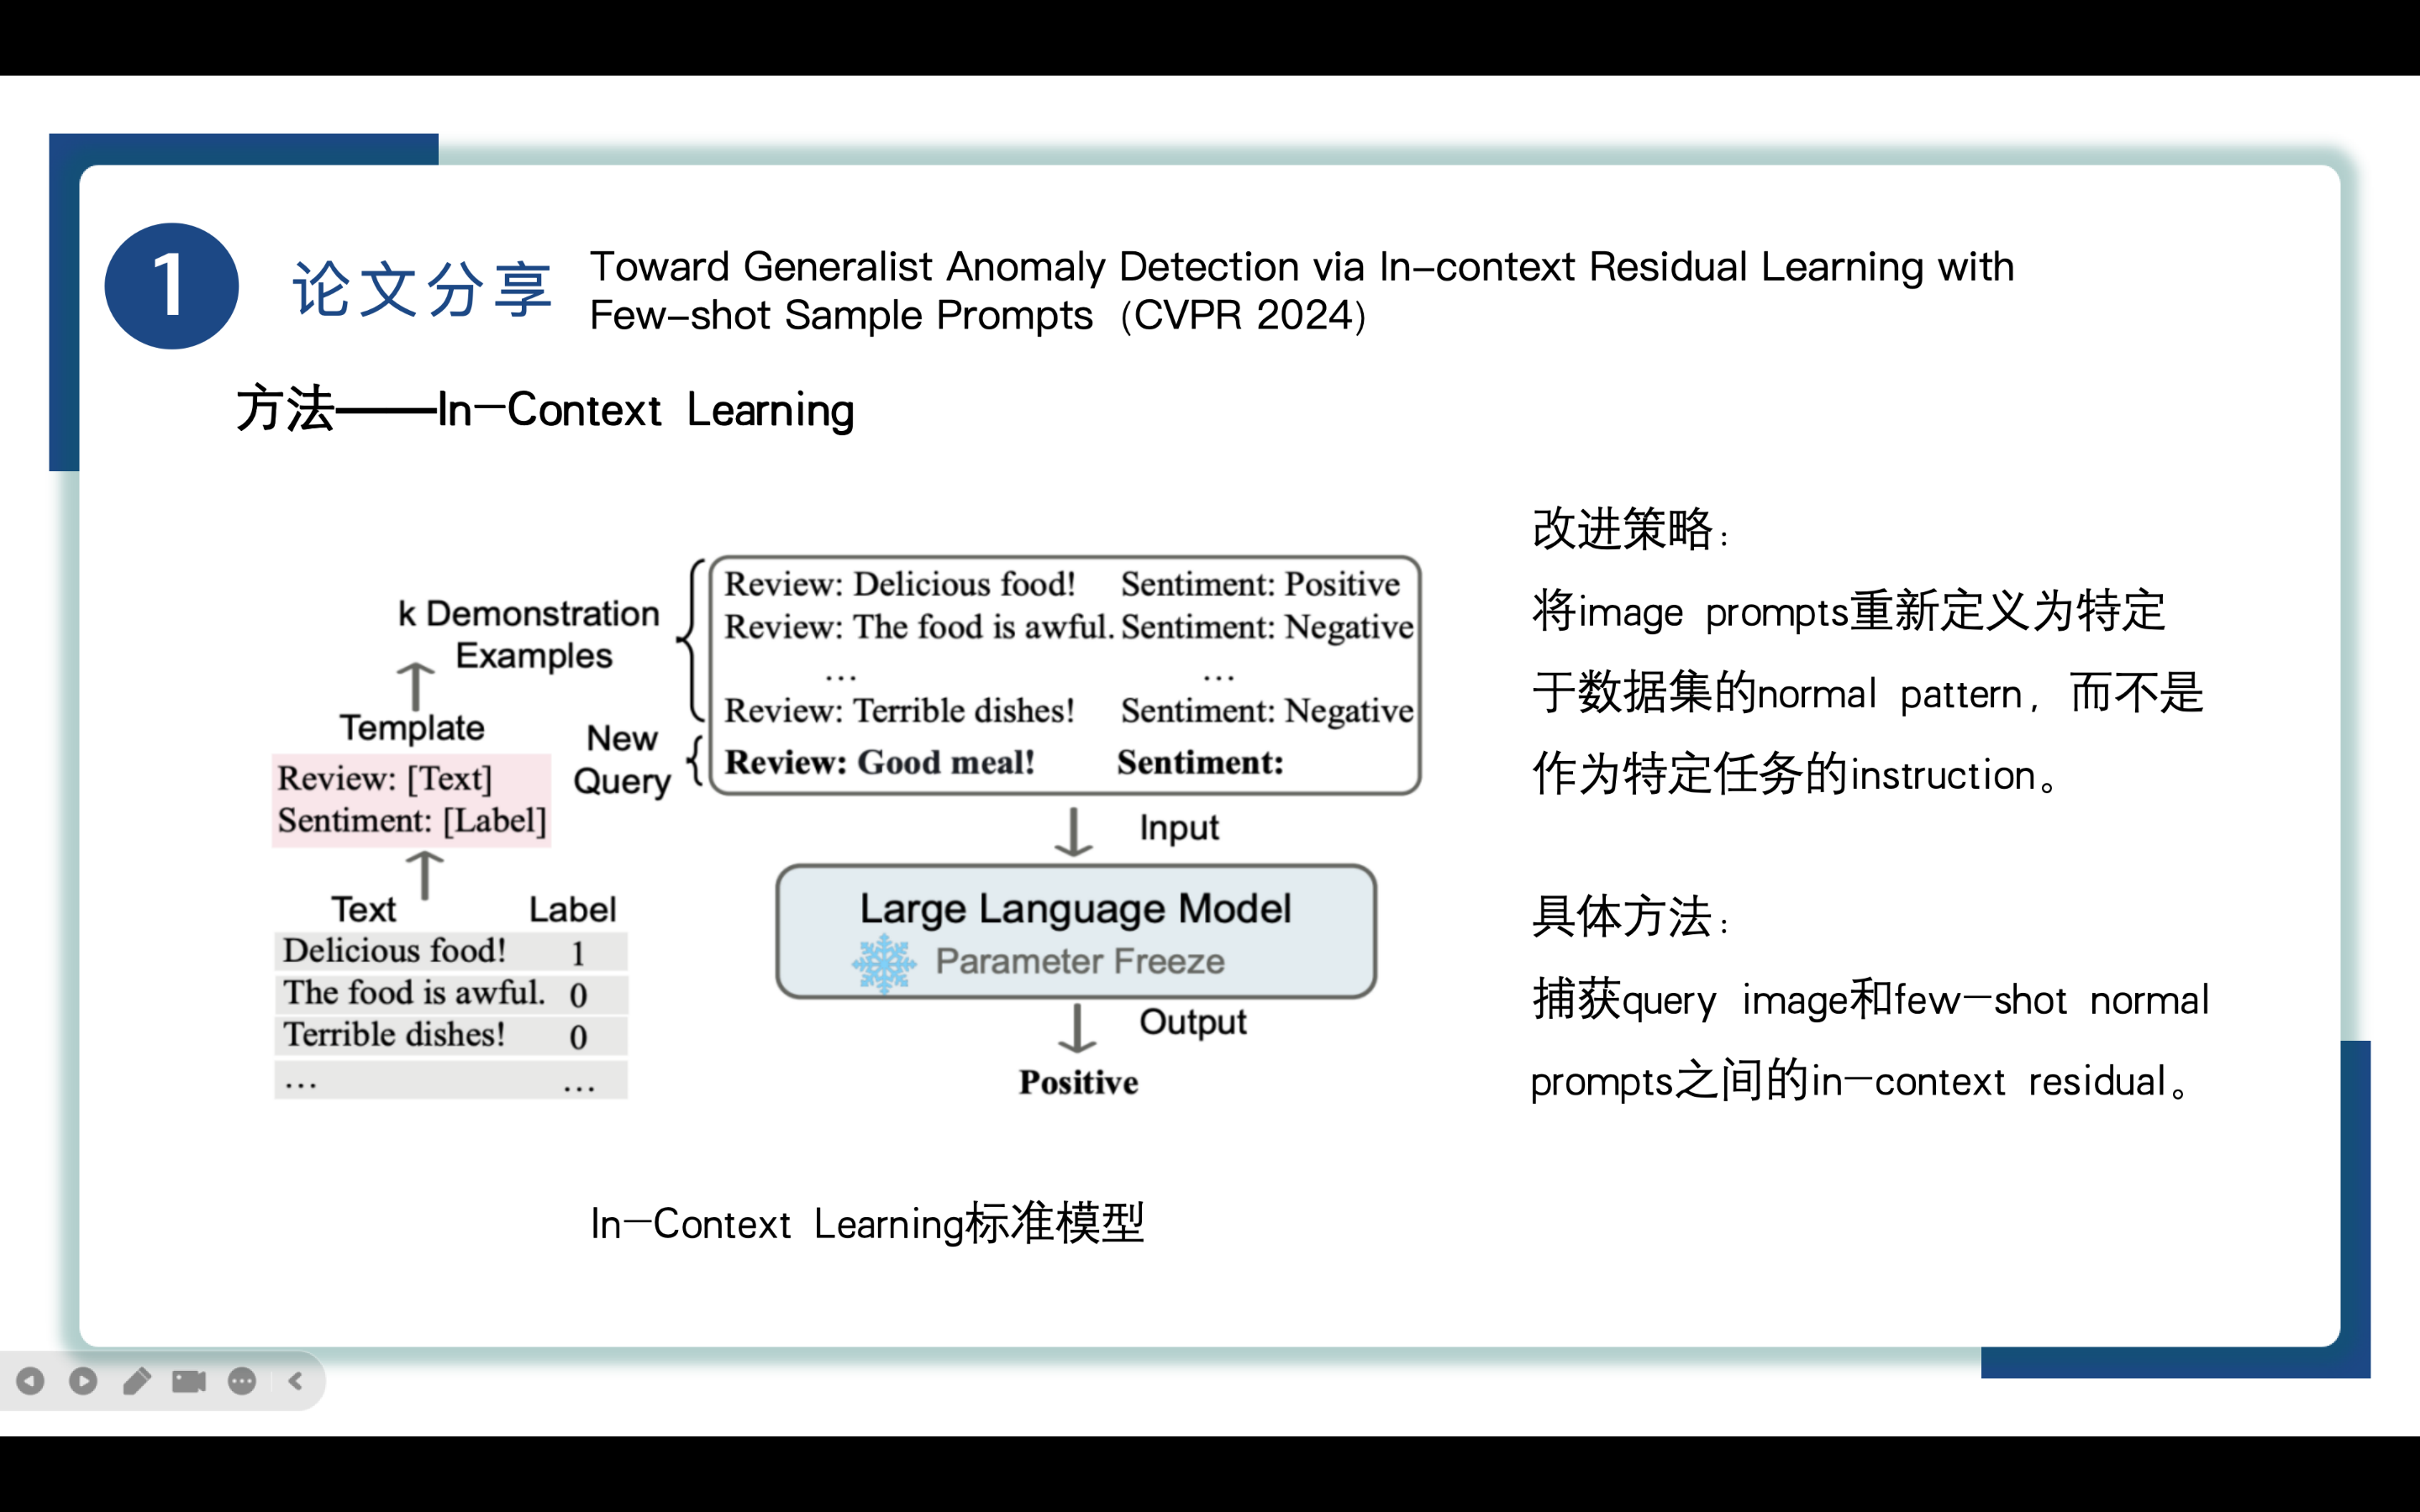 1
论文分享
Toward Generalist Anomaly Detection via In-context Residual Learning with
Few-shot Sample Prompts（CVPR 2024）
方法——In-Context Learning
k Demonstration
Examples
Template
Review: [Text]
Sentiment: [Label]
Text Label
Delicious food! 1
The food is awful. 0
Terrible dishes! 0
... ...
New
Query
Review: Delicious food! Sentiment: Positive
Review: The food is awful. Sentiment: Negative
... ...
Review: Terrible dishes! Sentiment: Negative
Review: Good meal! Sentiment:
Input
Large Language Model
Parameter Freeze
Output
Positive
In-Context Learning标准模型
改进策略：
将image prompts重新定义为特定
于数据集的normal pattern，而不是
作为特定任务的instruction。
具体方法：
捕获query image和few-shot normal
prompts之间的in-context residual。